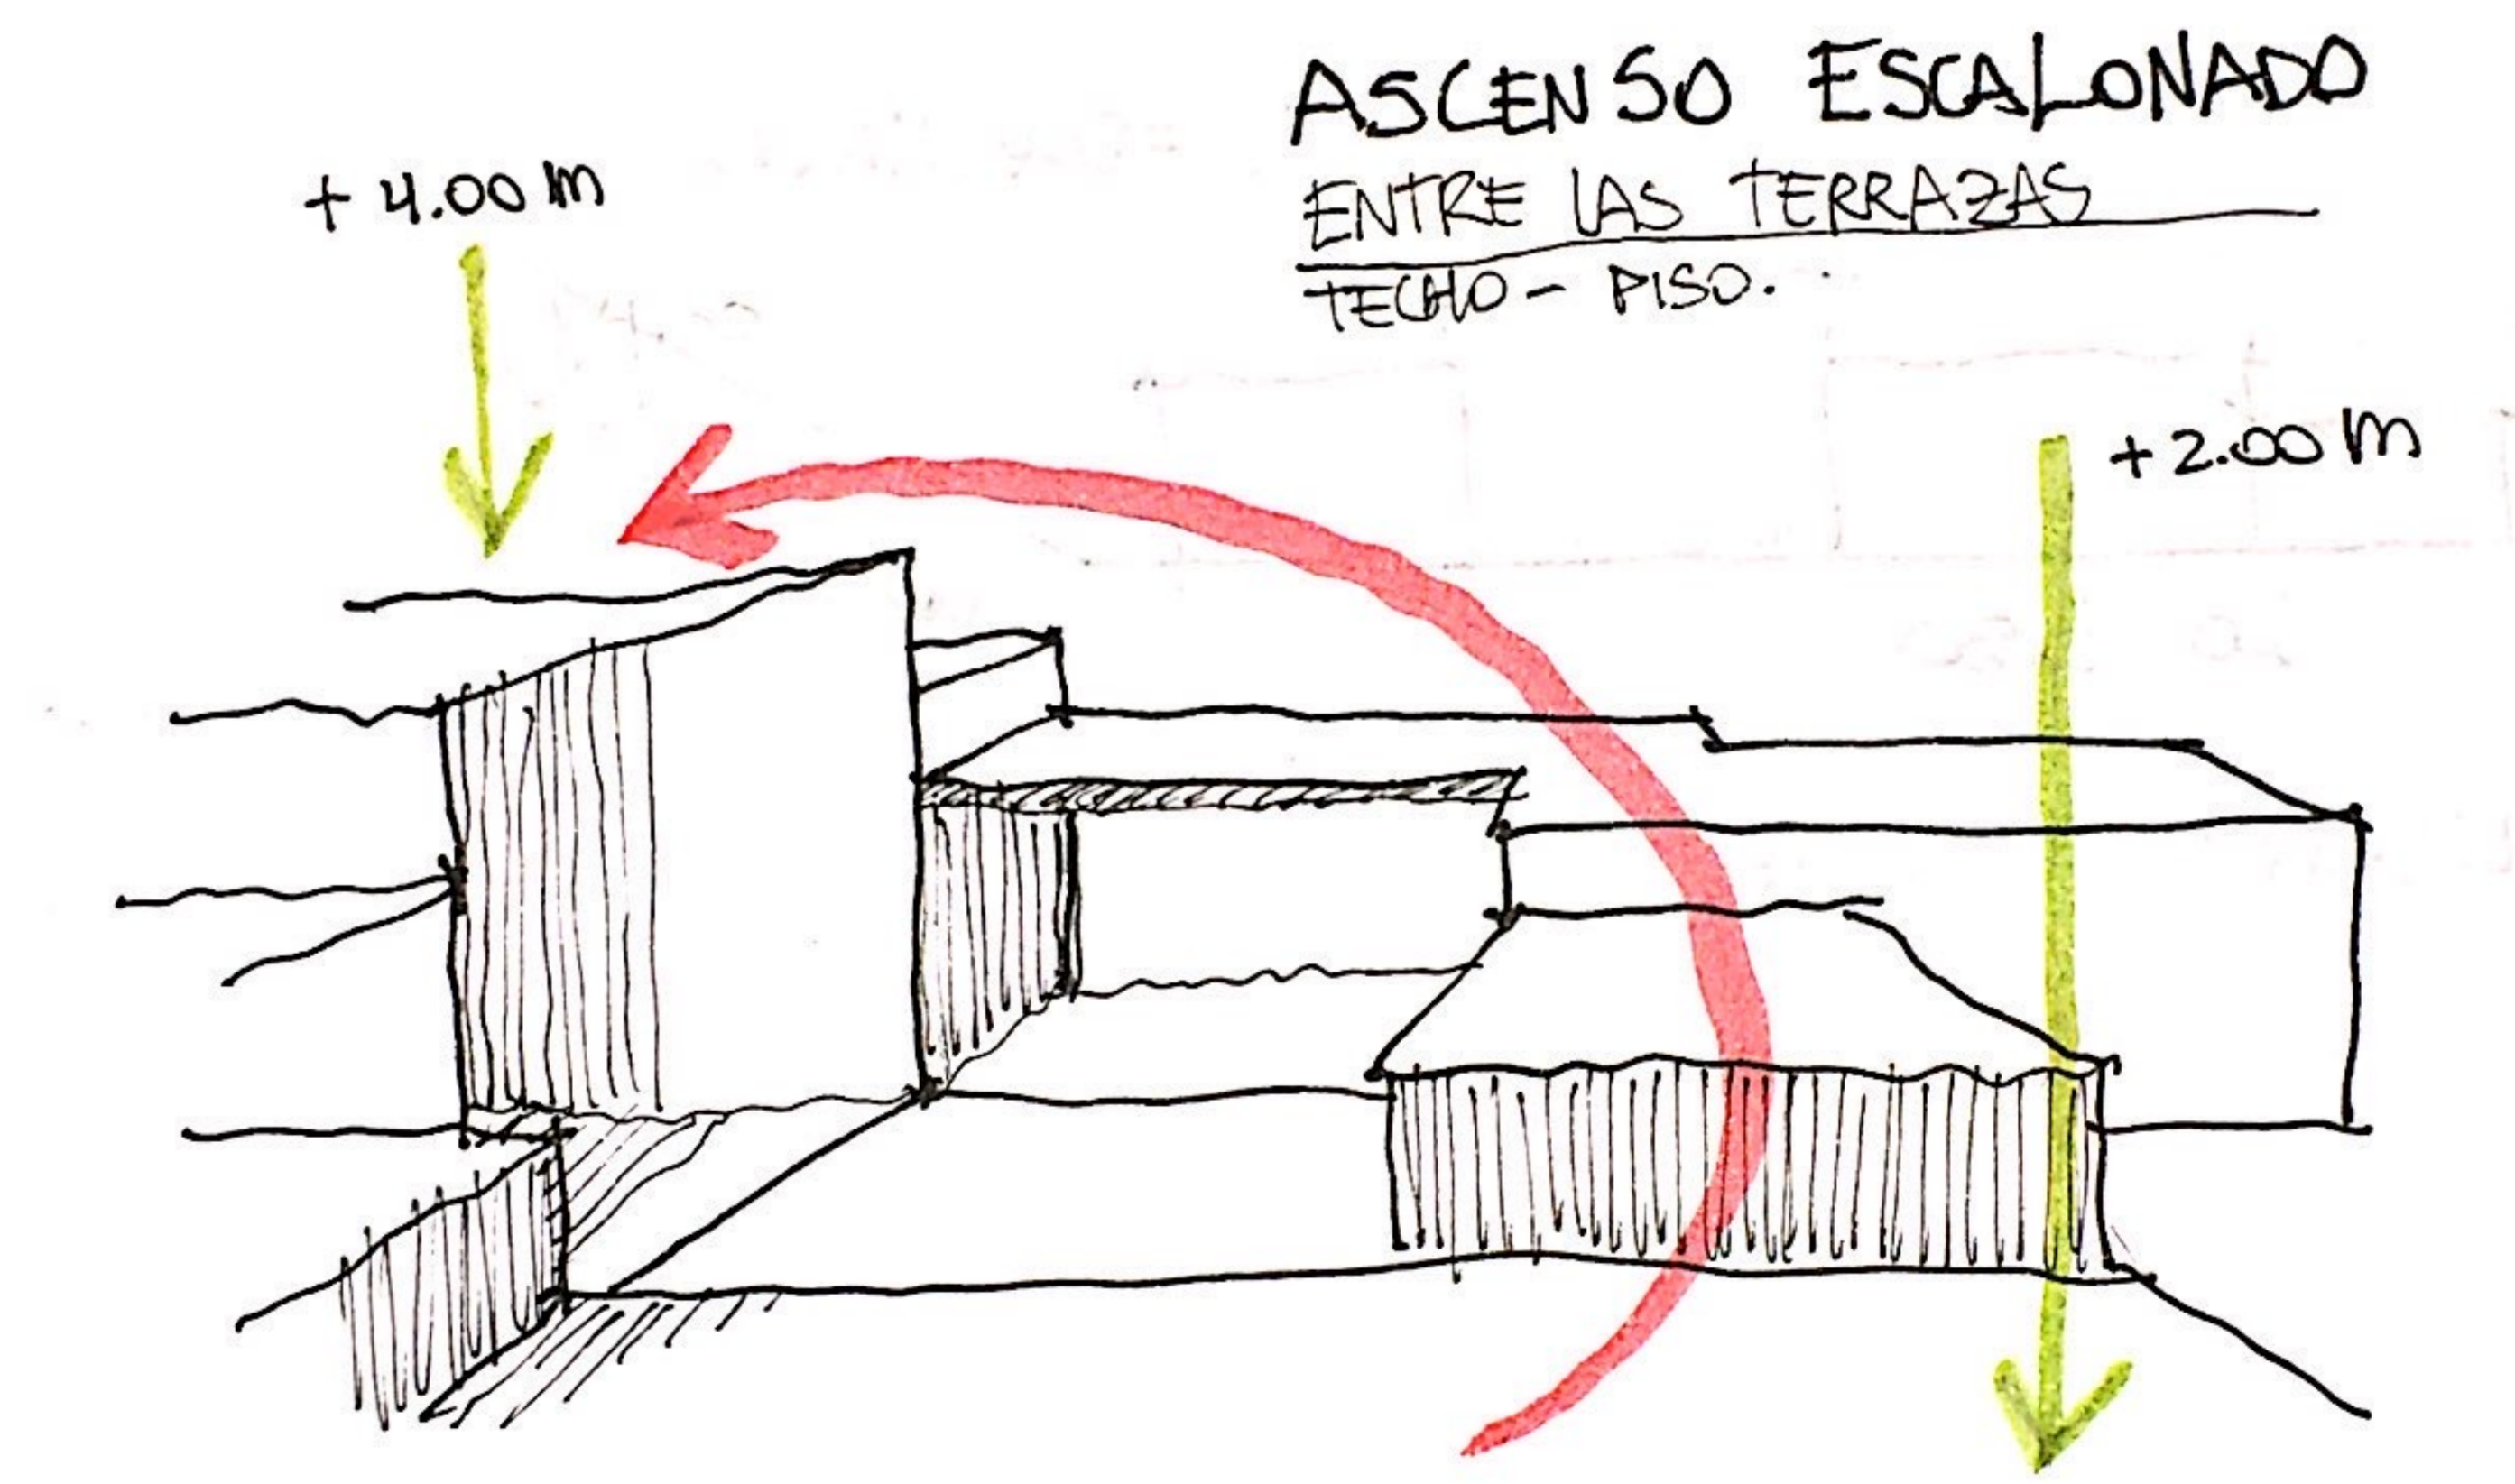 ASCENSO ESCALONADO
ENTRE LAS TERRAZAS
TECHO - PISO.
+ 4.00 m
+ 2.00 m